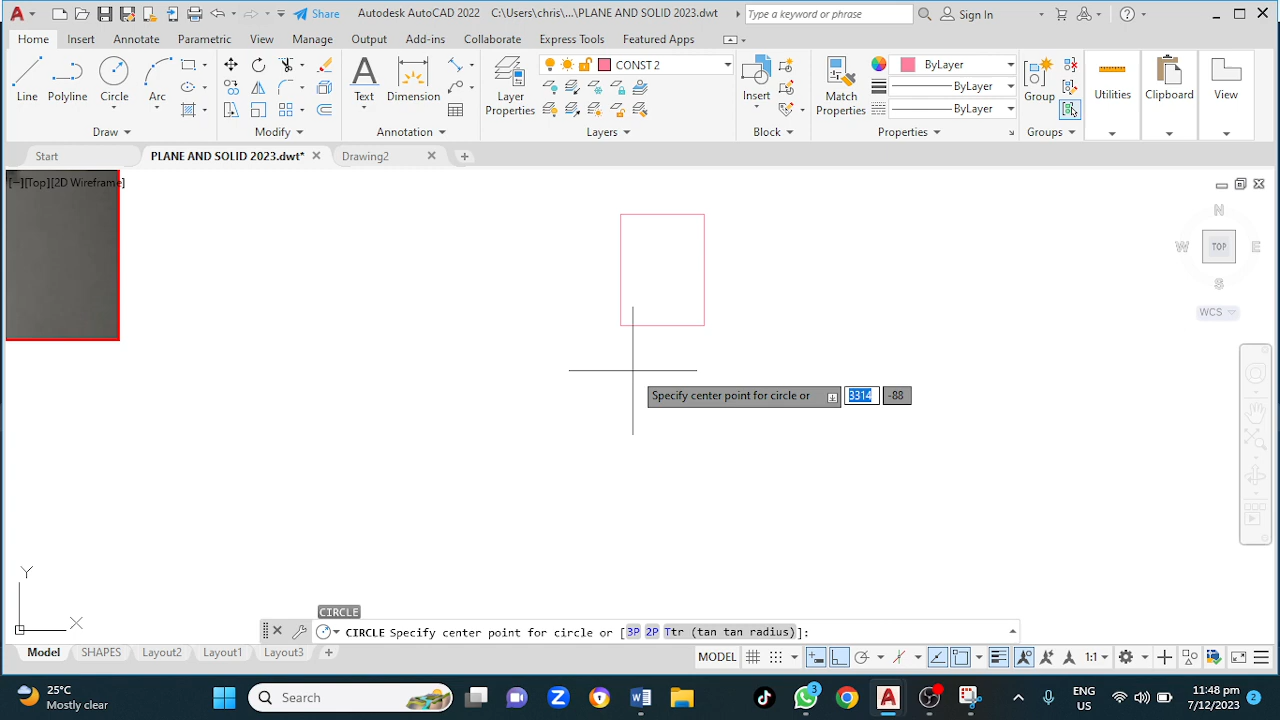 Share
Autodesk AutoCAD 2022
C:\Users\chris\...\PLANE AND SOLID 2023.dwt
Type a keyword or phrase
Sign In
Home
Insert
Annotate
Parametric
View
Manage
Output
Add-ins
Collaborate
Express Tools
Featured Apps
CONST 2
ByLayer
ByLayer
ByLayer
Line
Polyline
Circle
Arc
Text
Dimension
Layer
Properties
Insert
Match
Properties
Group
Utilities
Clipboard
View
Draw
Modify
Annotation
Layers
Block
Properties
Groups
Start
PLANE AND SOLID 2023.dwt*
Drawing2
[−][Top][2D Wireframe]
N
W
TOP
E
S
WCS
Specify center point for circle or
3314
-88
Y
X
CIRCLE
CIRCLE Specify center point for circle or [3P 2P Ttr (tan tan radius)]:
Model
SHAPES
Layout2
Layout1
Layout3
MODEL
1:1
25°C
Mostly clear
Search
3
ENG
US
11:48 pm
7/12/2023
2